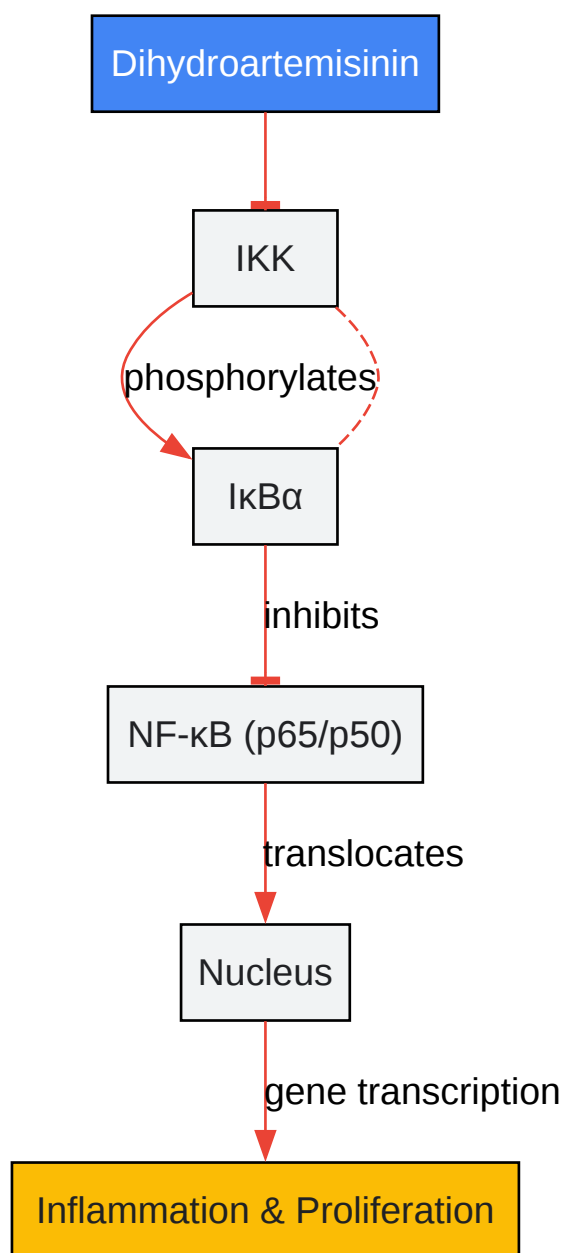 Dihydroartemisinin
IKK
phosphorylates
IκBα
inhibits
NF-κB (p65/p50)
translocates
Nucleus
gene transcription
Inflammation & Proliferation